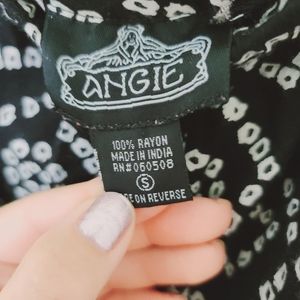 ANGIE
100% RAYON
MADE IN INDIA
RN#060508
S
ON REVERSE